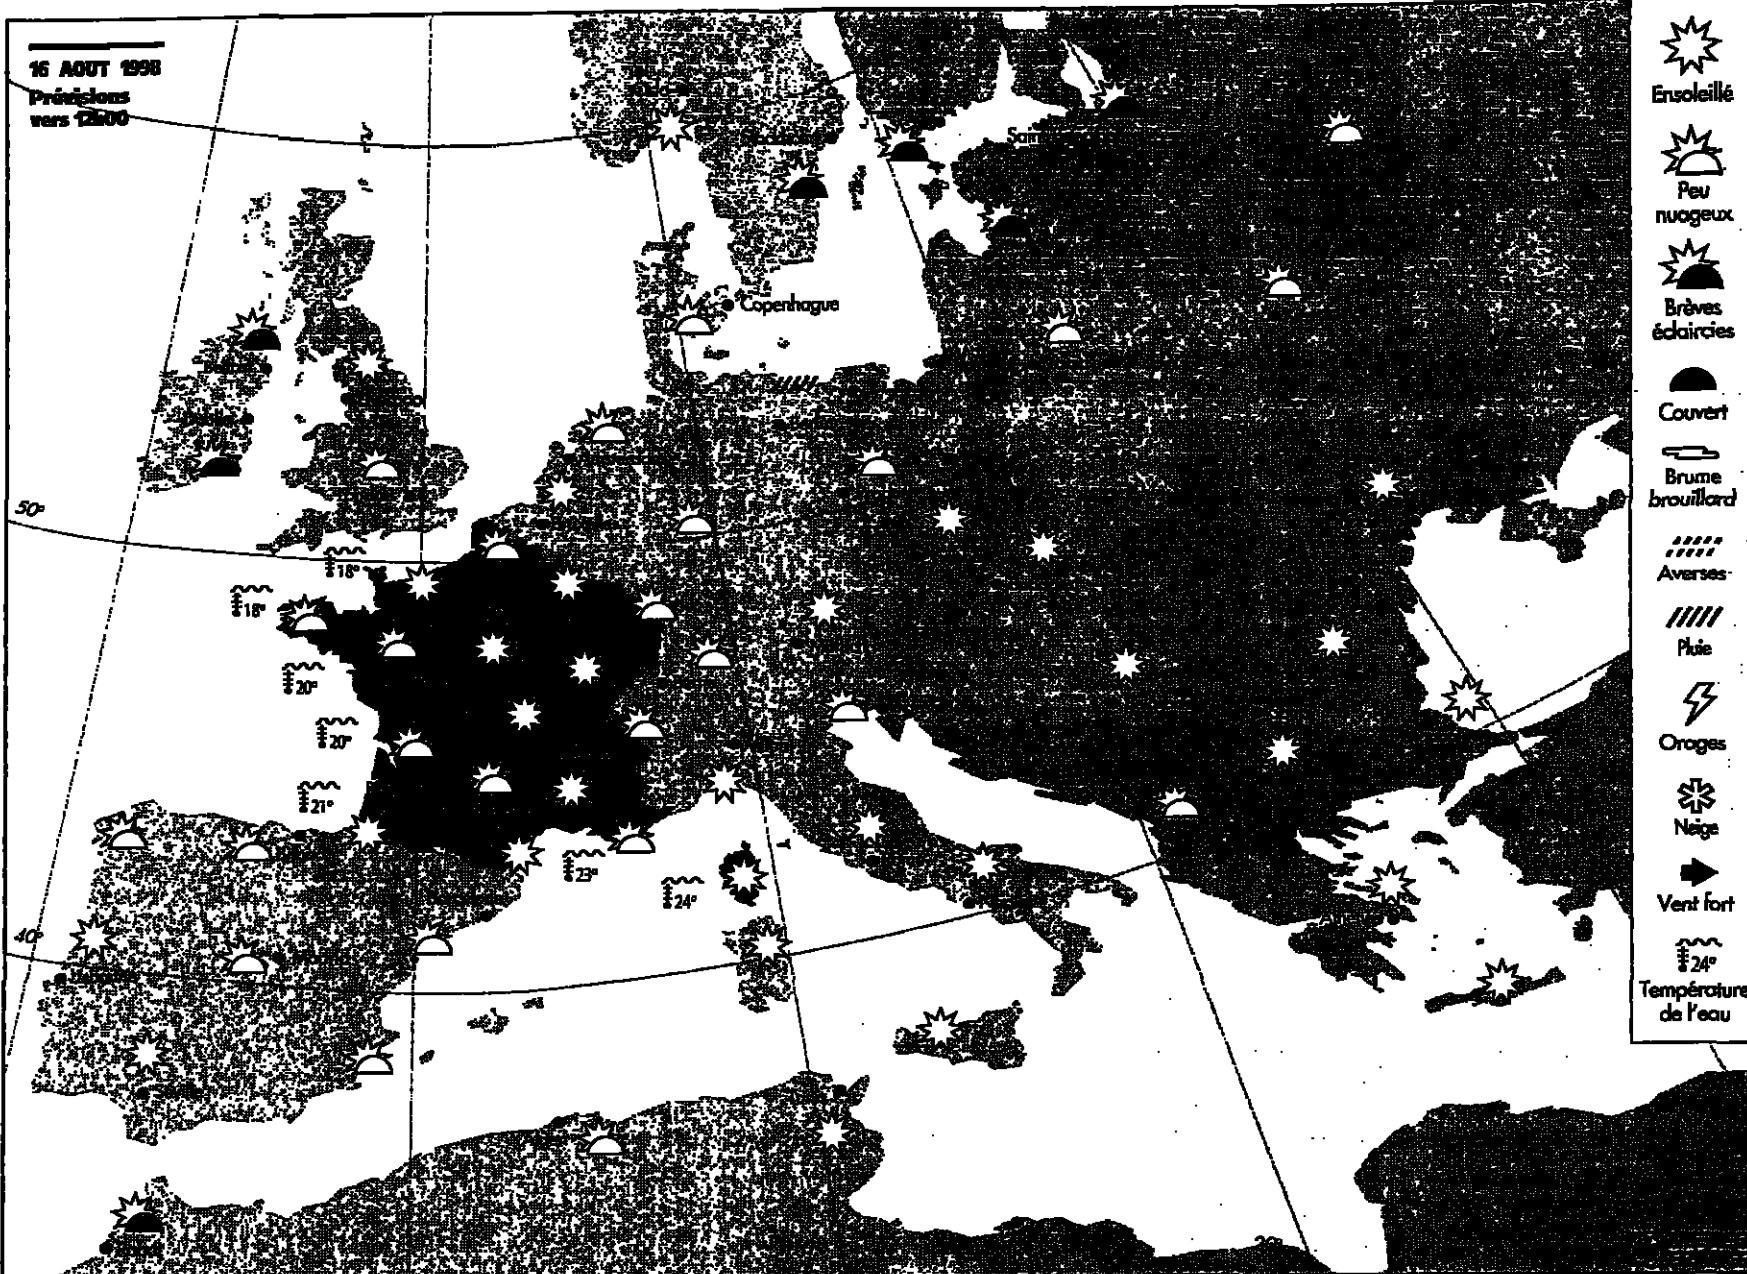 16 AOUT 1998
Prévisions
vers 12h00
50°
40°
Copenhague
18°
18°
20°
20°
21°
23°
24°
Ensoleillé
Peu
nuageux
Brèves
éclaircies
Couvert
Brume
brouillard
Averses
Pluie
Orages
Neige
Vent fort
24°
Température
de l'eau